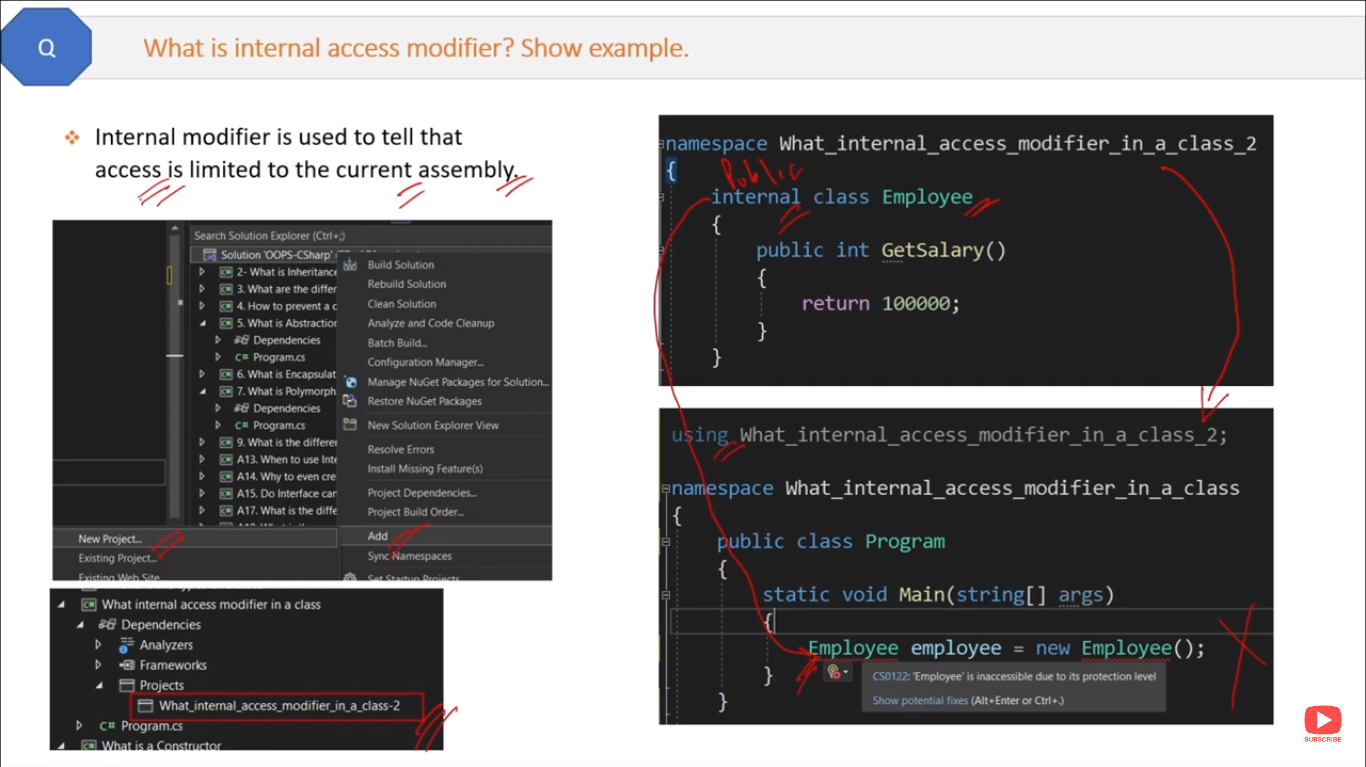 Q
What is internal access modifier? Show example.
Internal modifier is used to tell that
access is limited to the current assembly.
Search Solution Explorer (Ctrl+;)
Solution 'OOPS-CSharp'
2- What is Inheritance
3. What are the differ
4. How to prevent a c
5. What is Abstraction
Dependencies
Program.cs
6. What is Encapsulat
7. What is Polymorph
Dependencies
Program.cs
9. What is the differe
A13. When to use Inte
A14. Why to even cre
A15. Do Interface can
A17. What is the diffe
Build Solution
Rebuild Solution
Clean Solution
Analyze and Code Cleanup
Batch Build...
Configuration Manager...
Manage NuGet Packages for Solution...
Restore NuGet Packages
New Solution Explorer View
Resolve Errors
Install Missing Feature(s)
Project Dependencies...
Project Build Order...
Add
Sync Namespaces
Set Startup Projects
New Project...
Existing Project...
Existing Web Site
What internal access modifier in a class
Dependencies
Analyzers
Frameworks
Projects
What_internal_access_modifier_in_a_class-2
C# Program.cs
What is a Constructor
namespace What_internal_access_modifier_in_a_class_2
{
Public
internal class Employee
{
public int GetSalary()
{
return 100000;
}
}
using What_internal_access_modifier_in_a_class_2;
namespace What_internal_access_modifier_in_a_class
{
public class Program
{
static void Main(string[] args)
{
Employee employee = new Employee();
CS0122: 'Employee' is inaccessible due to its protection level
Show potential fixes (Alt+Enter or Ctrl+.)
}
}
SUBSCRIBE